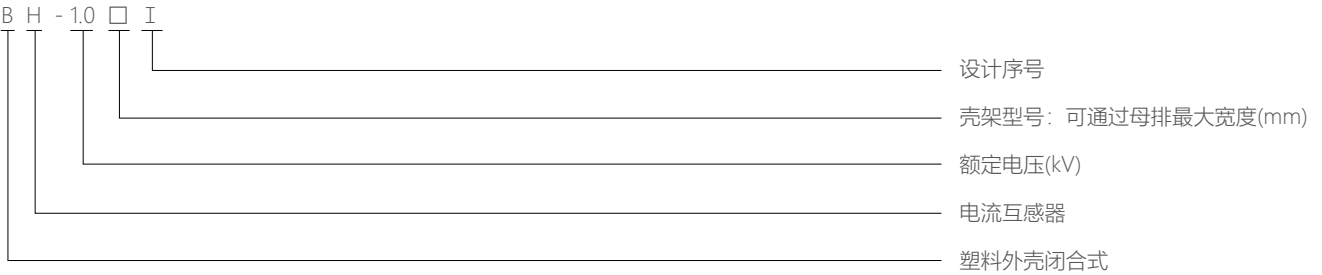 B H - 1.0 □ I
设计序号
壳架型号：可通过母排最大宽度(mm)
额定电压(kV)
电流互感器
塑料外壳闭合式